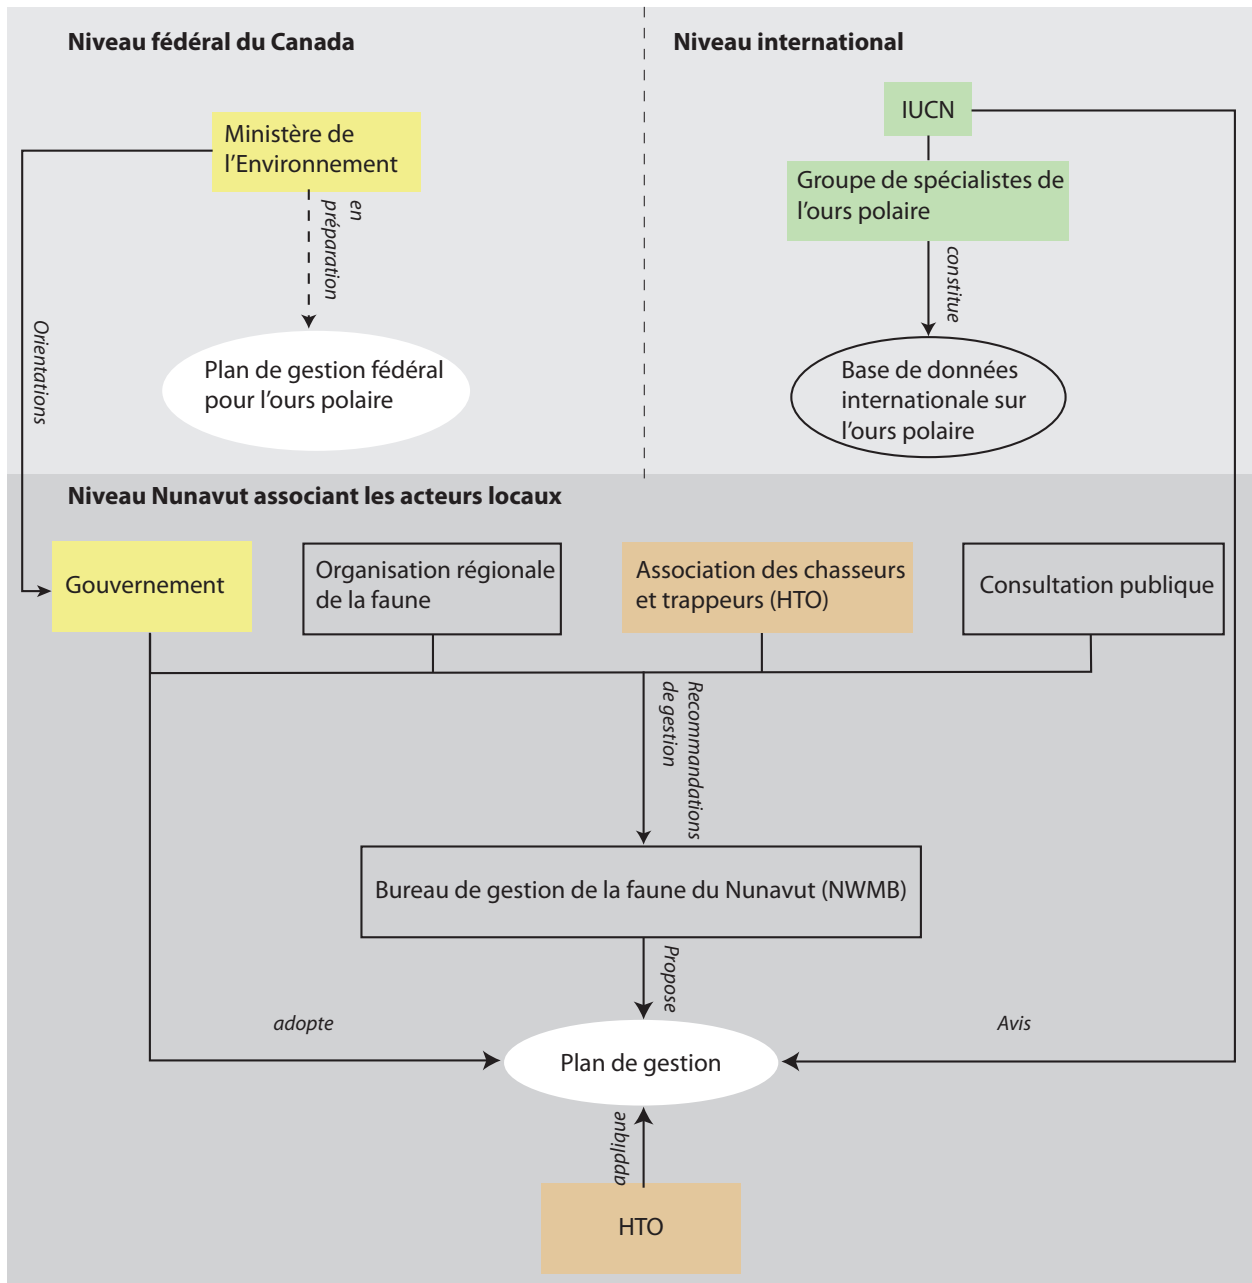 Niveau fédéral du Canada
Niveau international
Ministère de
l'Environnement
en
préparation
Orientations
Plan de gestion fédéral
pour l'ours polaire
IUCN
Groupe de spécialistes de
l'ours polaire
constitue
Base de données
internationale sur
l'ours polaire
Niveau Nunavut associant les acteurs locaux
Gouvernement
Organisation régionale
de la faune
Association des chasseurs
et trappeurs (HTO)
Consultation publique
Recommandations
de gestion
Bureau de gestion de la faune du Nunavut (NWMB)
Propose
adopte
Avis
Plan de gestion
applique
HTO